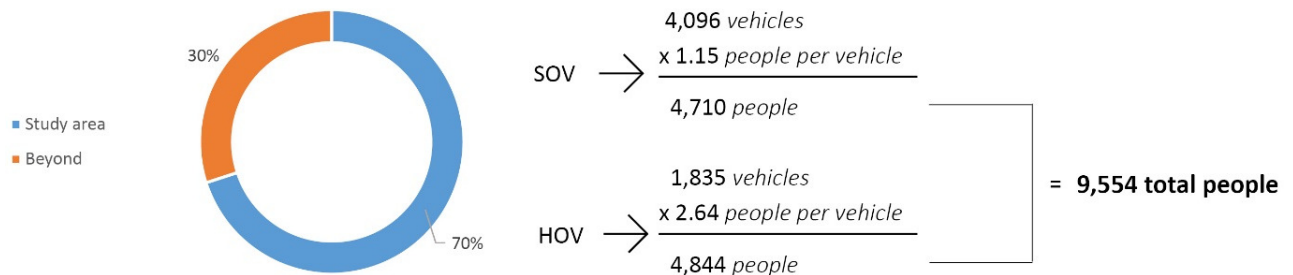 30%
Study area
Beyond
70%
SOV
4,096 vehicles
x 1.15 people per vehicle
4,710 people
HOV
1,835 vehicles
x 2.64 people per vehicle
4,844 people
= 9,554 total people